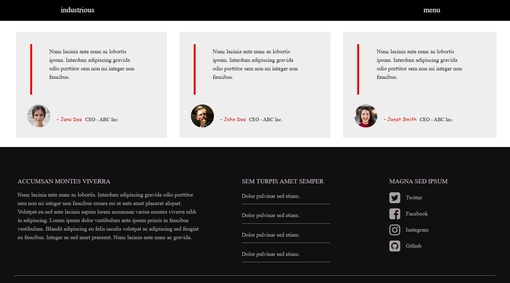 industrious
menu
Nunc lacinia ante nunc ac lobortis
ipsum. Interdum adipiscing gravida
odio porttitor sem non mi integer non
faucibus.
- Jane Doe CEO - ABC Inc.
Nunc lacinia ante nunc ac lobortis
ipsum. Interdum adipiscing gravida
odio porttitor sem non mi integer non
faucibus.
- John Doe CEO - ABC Inc.
Nunc lacinia ante nunc ac lobortis
ipsum. Interdum adipiscing gravida
odio porttitor sem non mi integer non
faucibus.
- Janet Smith CEO - ABC Inc.
ACCUMSAN MONTES VIVERRA
Nunc lacinia ante nunc ac lobortis. Interdum adipiscing gravida odio porttitor
sem non mi integer non faucibus ornare mi ut ante amet placerat aliquet.
Volutpat eu sed ante lacinia sapien lorem accumsan varius montes viverra nibh
in adipiscing. Lorem ipsum dolor vestibulum ante ipsum primis in faucibus
vestibulum. Blandit adipiscing eu felis iaculis volutpat ac adipiscing sed feugiat
eu faucibus. Integer ac sed amet praesent. Nunc lacinia ante nunc ac gravida.
SEM TURPIS AMET SEMPER
Dolor pulvinar sed etiam.
Dolor pulvinar sed etiam.
Dolor pulvinar sed etiam.
Dolor pulvinar sed etiam.
MAGNA SED IPSUM
Twitter
Facebook
Instagram
Github